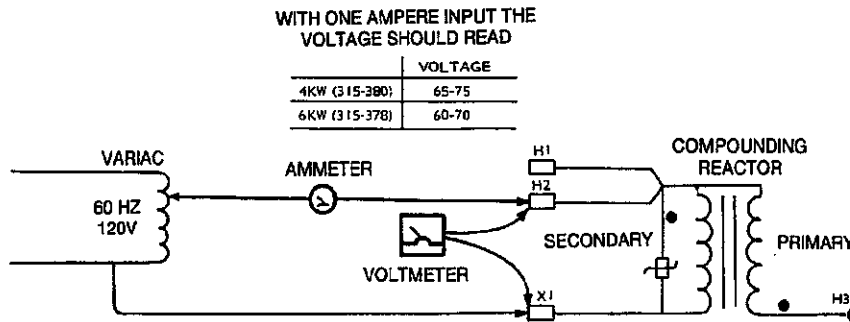 WITH ONE AMPERE INPUT THE
VOLTAGE SHOULD READ
VOLTAGE
4KW (315-380) 65-75
6KW (315-378) 60-70
VARIAC
60 HZ
120V
AMMETER
VOLTMETER
H1
H2
X1
COMPOUNDING
REACTOR
SECONDARY
PRIMARY
H3